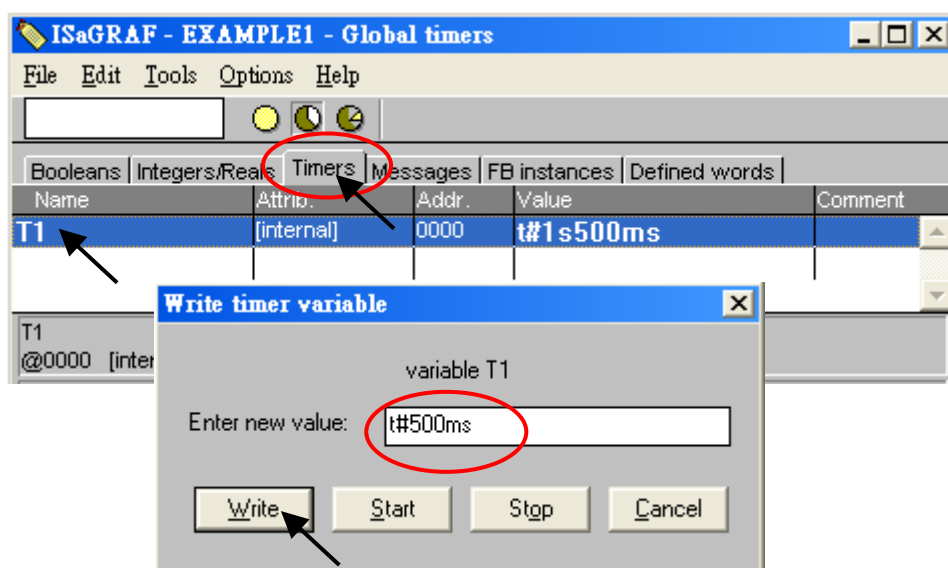 ISaGRAF - EXAMPLE1 - Global timers
File Edit Tools Options Help
Booleans Integers/Reals Timers Messages FB instances Defined words
Name Attrib. Addr. Value Comment
T1 [internal] 0000 t#1s500ms
Write timer variable
T1
@0000 [inter
variable T1
Enter new value: t#500ms
Write Start Stop Cancel